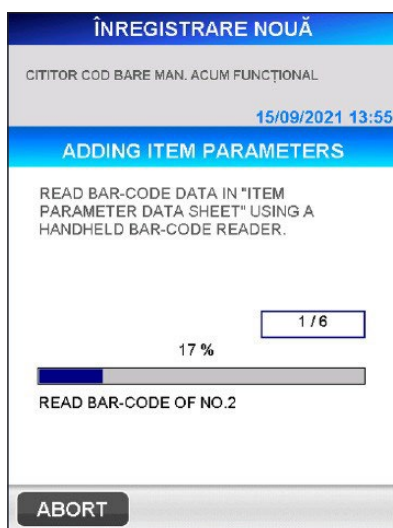 ÎNREGISTRARE NOUĂ
CITITOR COD BARE MAN. ACUM FUNCȚIONAL
15/09/2021 13:55
ADDING ITEM PARAMETERS
READ BAR-CODE DATA IN "ITEM
PARAMETER DATA SHEET" USING A
HANDHELD BAR-CODE READER.
1 / 6
17 %
READ BAR-CODE OF NO.2
ABORT